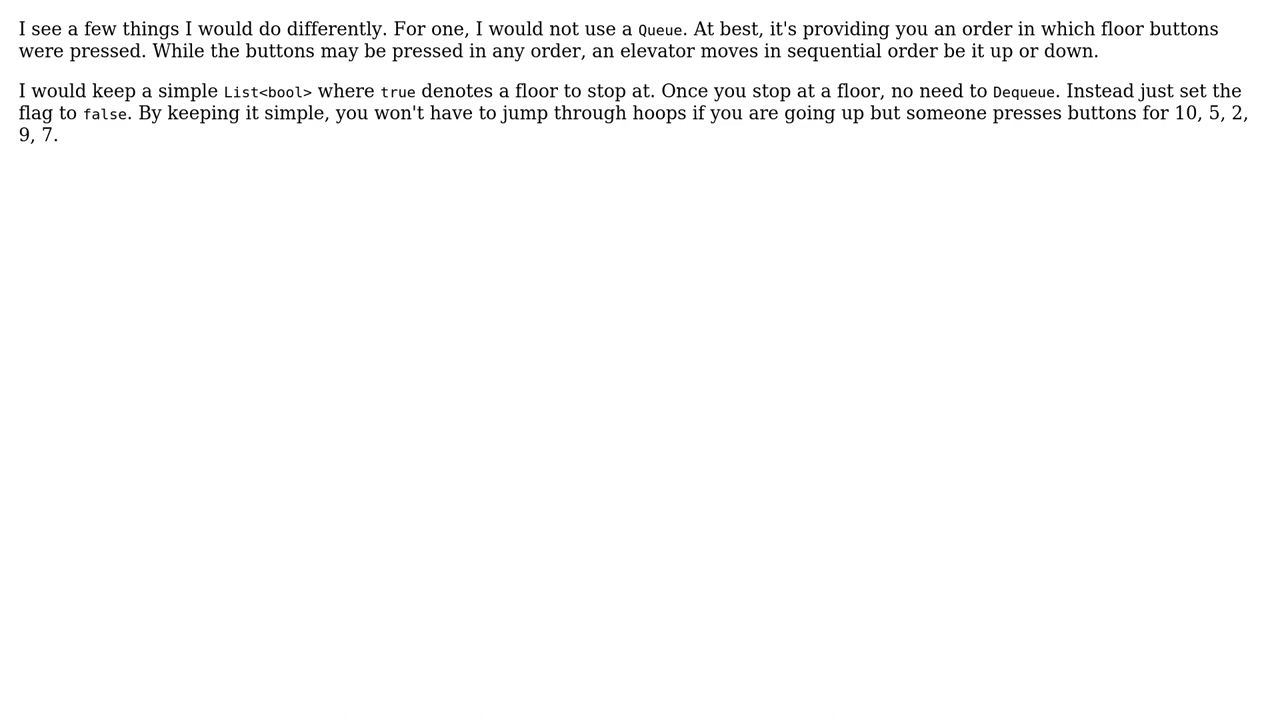 I see a few things I would do differently. For one, I would not use a Queue. At best, it's providing you an order in which floor buttons
were pressed. While the buttons may be pressed in any order, an elevator moves in sequential order be it up or down.
I would keep a simple List<bool> where true denotes a floor to stop at. Once you stop at a floor, no need to Dequeue. Instead just set the
flag to false. By keeping it simple, you won't have to jump through hoops if you are going up but someone presses buttons for 10, 5, 2,
9, 7.